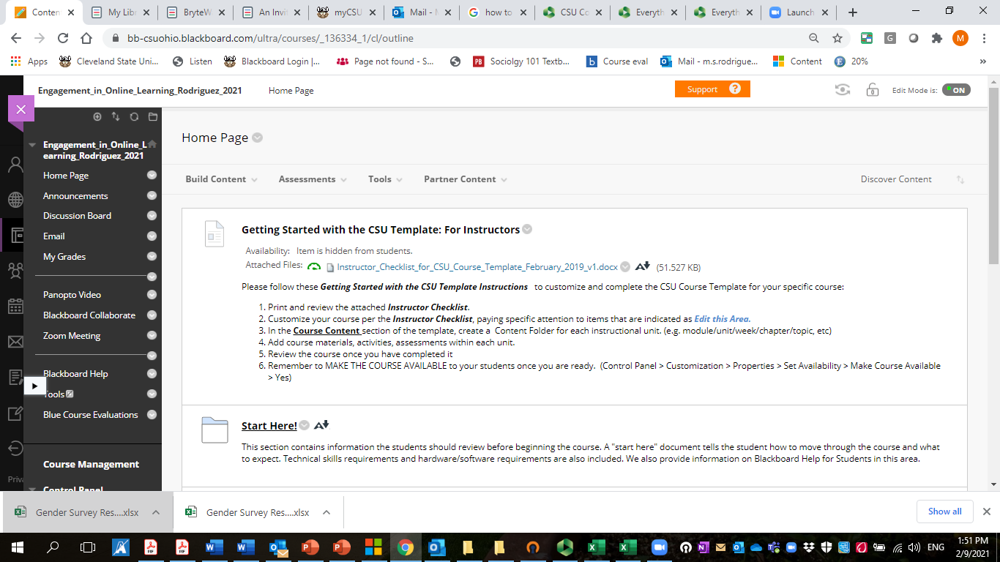 Content
My Libr
BryteW
An Invit
myCSU
Mail - M
how to
CSU Co
Everyth
Everyth
Launch
bb-csuohio.blackboard.com/ultra/courses/_136334_1/cl/outline
G
M
Apps
Cleveland State Uni...
Listen
Blackboard Login |...
Page not found - S...
PB
Sociolgy 101 Textb...
b
Course eval
Mail - m.s.rodrigue...
Content
E
20%
»
Engagement_in_Online_Learning_Rodriguez_2021
Home Page
Support
?
Edit Mode is:
ON
Engagement_in_Online_L
earning_Rodriguez_2021
Home Page
Announcements
Discussion Board
Email
My Grades
Panopto Video
Blackboard Collaborate
Zoom Meeting
Blackboard Help
Tools
Blue Course Evaluations
Course Management
Control Panel
Priva
Home Page
Build Content
Assessments
Tools
Partner Content
Discover Content
Getting Started with the CSU Template: For Instructors
Availability: Item is hidden from students.
Attached Files: Instructor_Checklist_for_CSU_Course_Template_February_2019_v1.docx A (51.527 KB)
Please follow these Getting Started with the CSU Template Instructions to customize and complete the CSU Course Template for your specific course:
1. Print and review the attached Instructor Checklist.
2. Customize your course per the Instructor Checklist, paying specific attention to items that are indicated as Edit this Area.
3. In the Course Content section of the template, create a Content Folder for each instructional unit. (e.g. module/unit/week/chapter/topic, etc)
4. Add course materials, activities, assessments within each unit.
5. Review the course once you have completed it
6. Remember to MAKE THE COURSE AVAILABLE to your students once you are ready. (Control Panel > Customization > Properties > Set Availability > Make Course Available
> Yes)
Start Here! A
This section contains information the students should review before beginning the course. A "start here" document tells the student how to move through the course and what
to expect. Technical skills requirements and hardware/software requirements are also included. We also provide information on Blackboard Help for Students in this area.
Gender Survey Res....xlsx
Gender Survey Res....xlsx
Show all
ENG
1:51 PM
2/9/2021